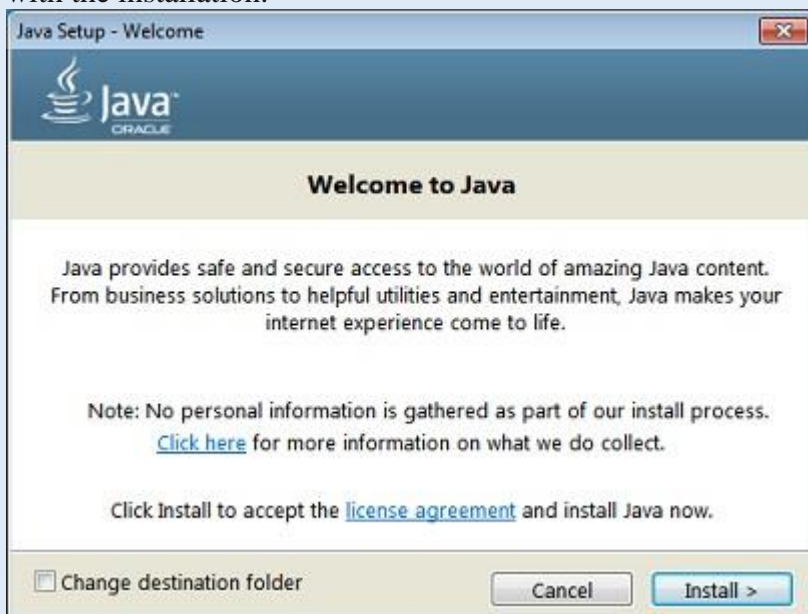 with the installation.
Java Setup - Welcome
Java™
ORACLE
Welcome to Java
Java provides safe and secure access to the world of amazing Java content.
From business solutions to helpful utilities and entertainment, Java makes your
internet experience come to life.
Note: No personal information is gathered as part of our install process.
Click here for more information on what we do collect.
Click Install to accept the license agreement and install Java now.
Change destination folder
Cancel
Install >